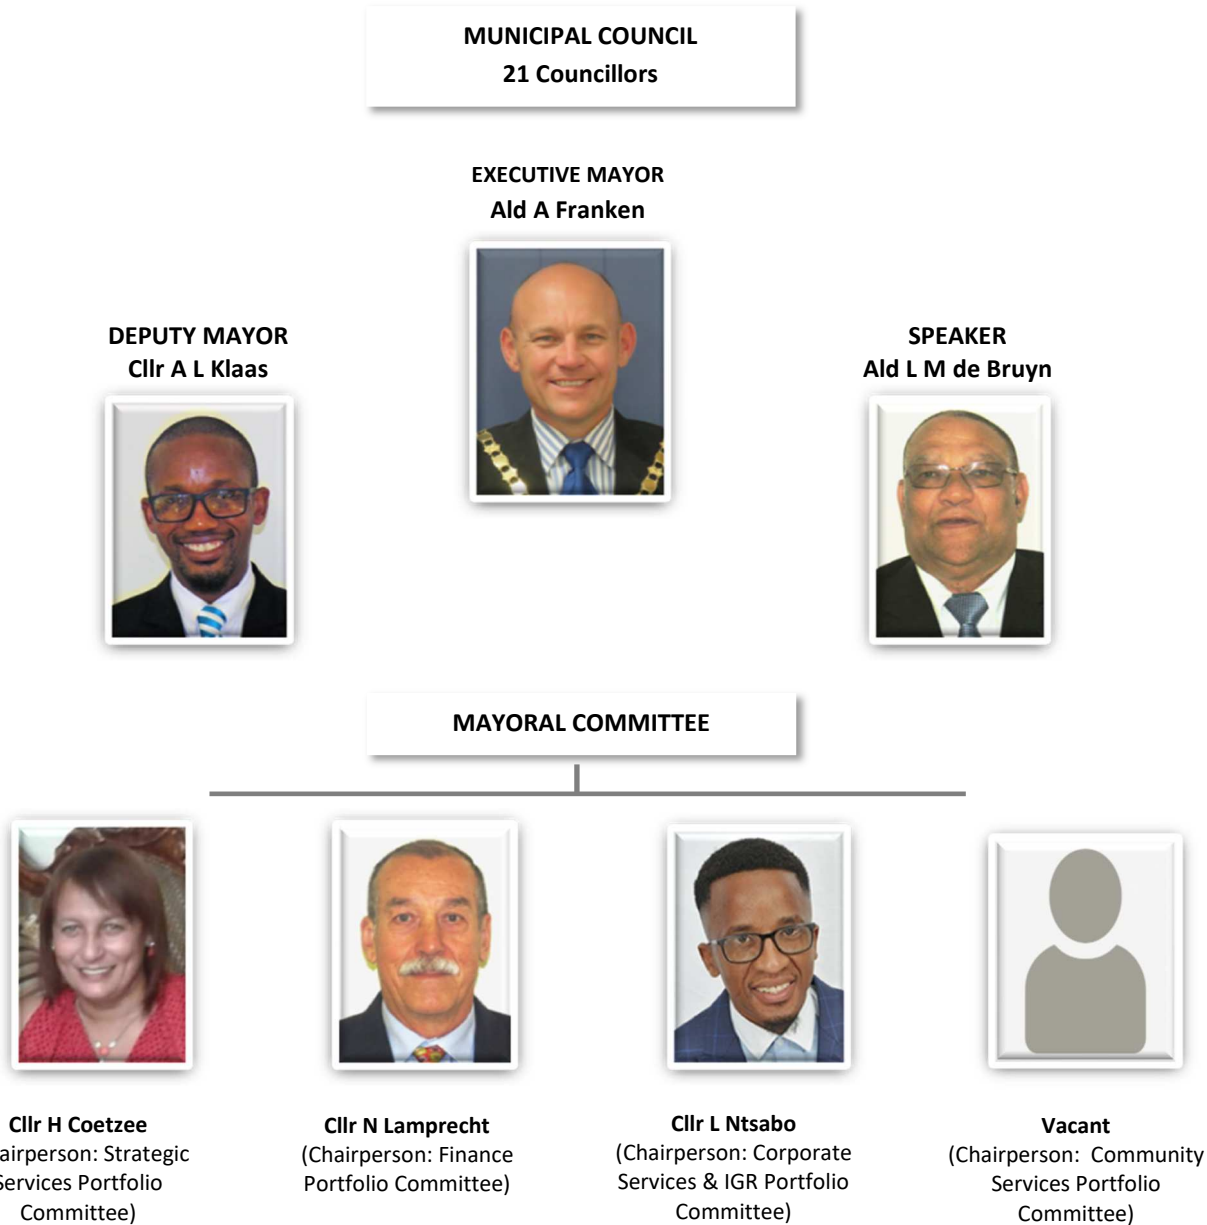 MUNICIPAL COUNCIL
21 Councillors
EXECUTIVE MAYOR
Ald A Franken
DEPUTY MAYOR
Cllr A L Klaas
SPEAKER
Ald L M de Bruyn
MAYORAL COMMITTEE
Cllr H Coetzee
airperson: Strategic
Services Portfolio
Committee)
Cllr N Lamprecht
(Chairperson: Finance
Portfolio Committee)
Cllr L Ntsabo
(Chairperson: Corporate
Services & IGR Portfolio
Committee)
Vacant
(Chairperson: Community
Services Portfolio
Committee)